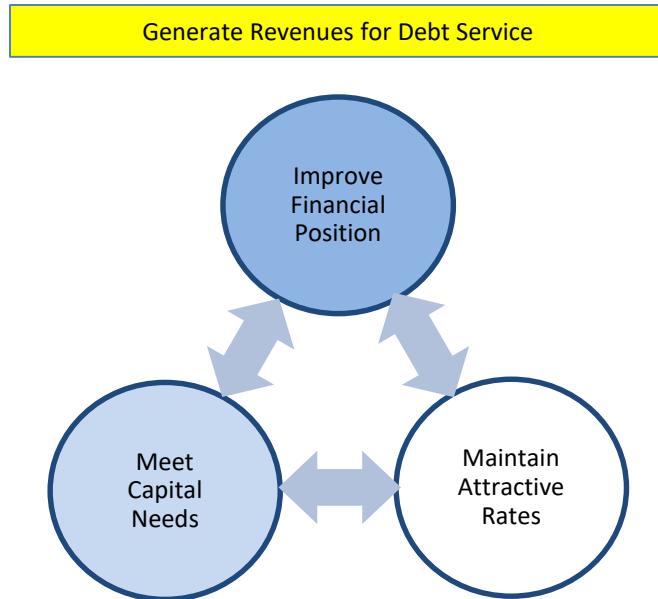 Generate Revenues for Debt Service
Improve
Financial
Position
Meet
Capital
Needs
Maintain
Attractive
Rates